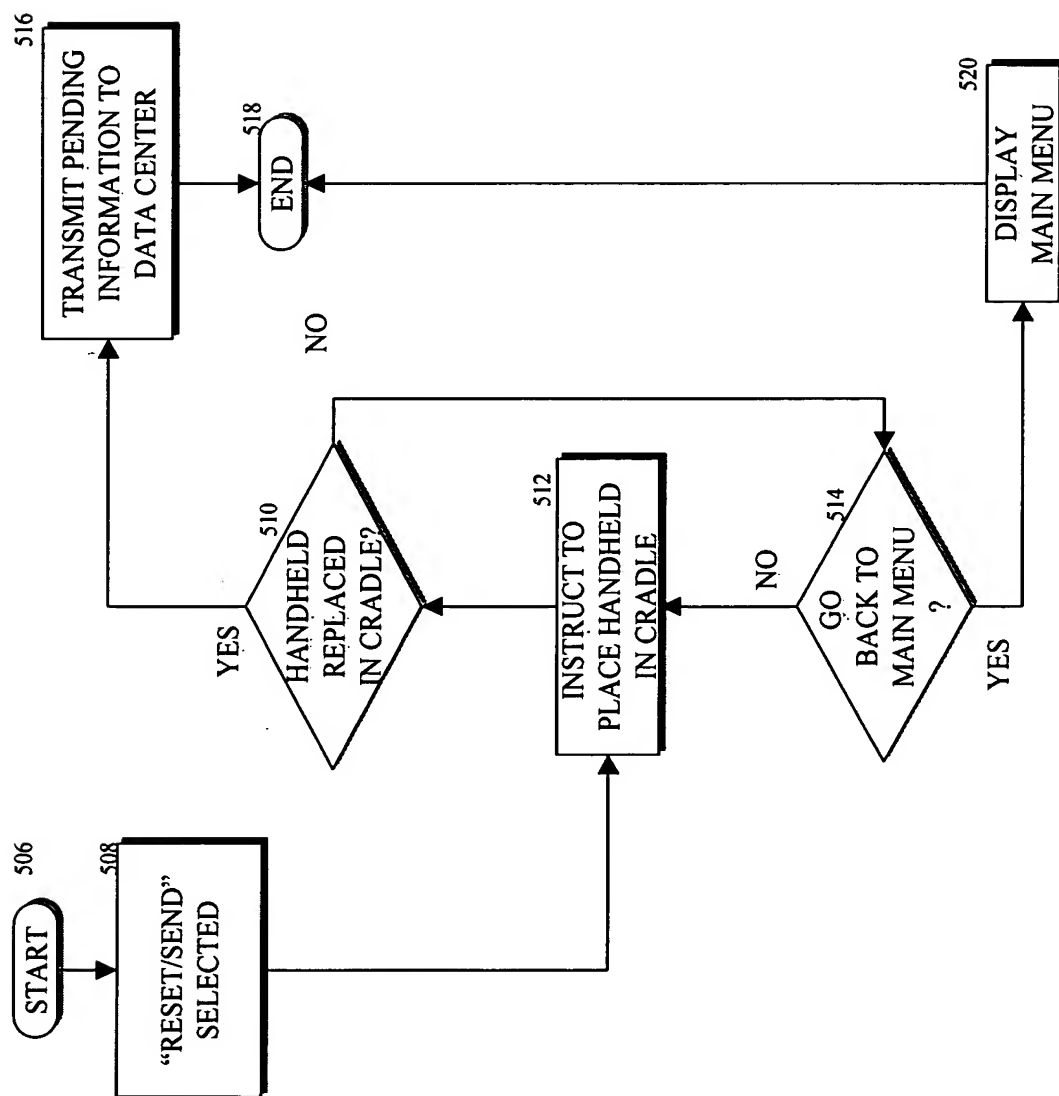 START
506
508
“RESET/SEND”
SELECTED
INSTRUCT TO
PLACE HANDHELD
IN CRADLE
512
HANDHELD
REPLACED
IN CRADLE?
510
YES
NO
TRANSMIT PENDING
INFORMATION TO
DATA CENTER
516
END
518
GO
BACK TO
MAIN MENU
?
514
NO
YES
DISPLAY
MAIN MENU
520